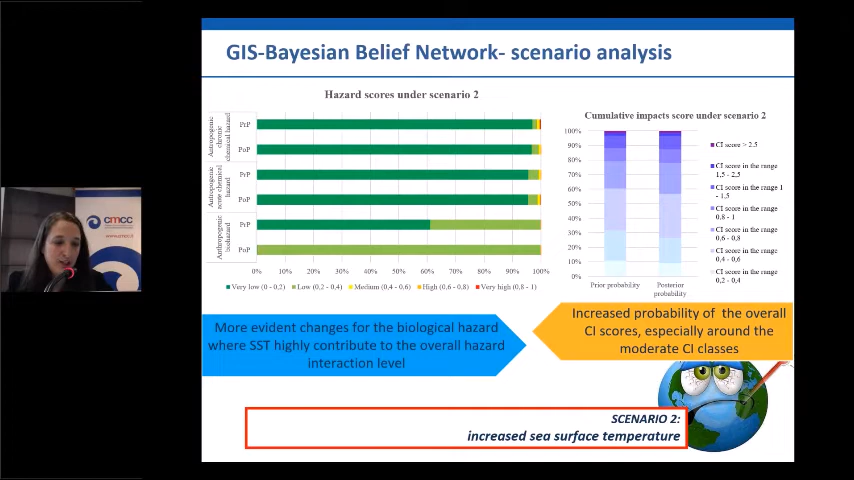 GIS-Bayesian Belief Network- scenario analysis
Hazard scores under scenario 2
Antropogenic
chronic
chemical hazard
PrP
PoP
Antropogenic
acute chemical
hazard
PrP
PoP
Anthropogenic
biohazard
PrP
PoP
0% 10% 20% 30% 40% 50% 60% 70% 80% 90% 100%
Very low (0 - 0,2) Low (0,2 - 0,4) Medium (0,4 - 0.6) High (0,6 - 0.8) Very high (0,8 - 1)
Cumulative impacts score under scenario 2
100%
90%
80%
70%
60%
50%
40%
30%
20%
10%
0%
Prior probability
Posterior
probability
CI score > 2.5
CI score in the range
1,5 - 2,5
CI score in the range 1
- 1,5
CI score in the range
0,8 - 1
CI score in the range
0,6 - 0,8
CI score in the range
0,4 - 0,6
CI score in the range
0,2 - 0,4
More evident changes for the biological hazard
where SST highly contribute to the overall hazard
interaction level
Increased probability of the overall
CI scores, especially around the
moderate CI classes
SCENARIO 2:
increased sea surface temperature
cmcc